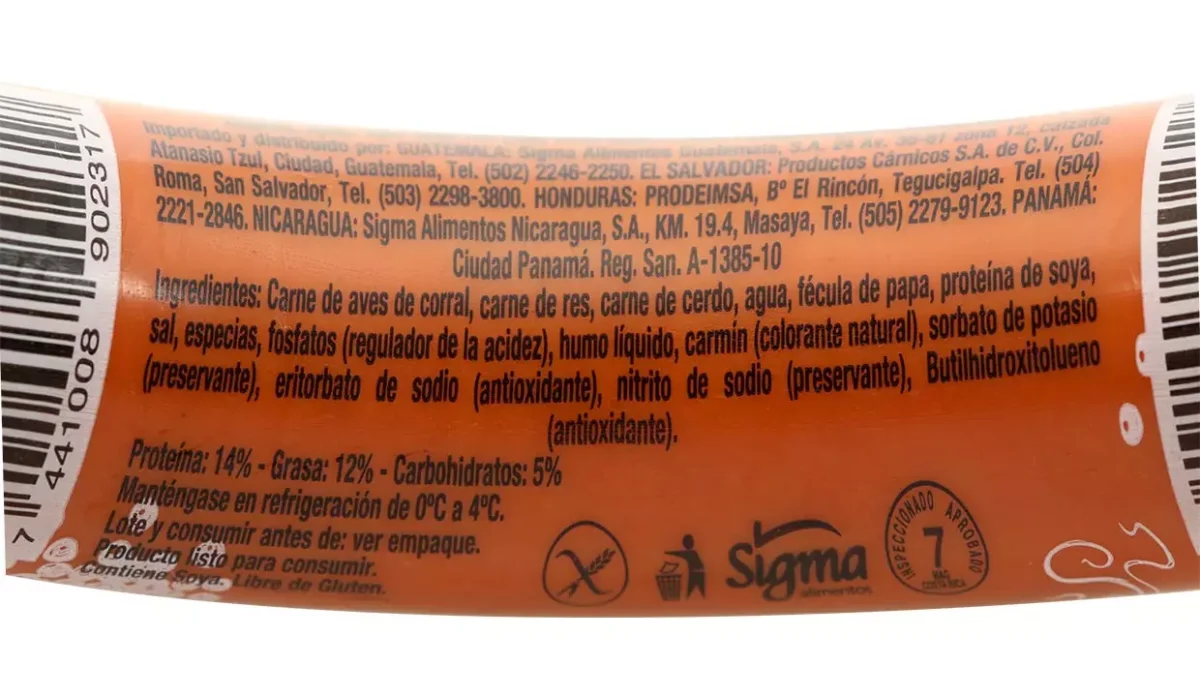 Importado y distribuido por: GUATEMALA: Sigma Alimentos Guatemala, S.A. 24 Av. 35-81 zona 12, calzada
Atanasio Tzul, Ciudad, Guatemala, Tel. (502) 2246-2250. EL SALVADOR: Productos Cárnicos S.A. de C.V., Col.
Roma, San Salvador, Tel. (503) 2298-3800. HONDURAS: PRODEIMSA, Bº El Rincón, Tegucigalpa. Tel. (504)
2221-2846. NICARAGUA: Sigma Alimentos Nicaragua, S.A., KM. 19.4, Masaya, Tel. (505) 2279-9123. PANAMÁ:
Ciudad Panamá. Reg. San. A-1385-10
Ingredientes: Carne de aves de corral, carne de res, carne de cerdo, agua, fécula de papa, proteína de soya,
sal, especias, fosfatos (regulador de la acidez), humo líquido, carmín (colorante natural), sorbato de potasio
(preservante), eritorbato de sodio (antioxidante), nitrito de sodio (preservante), Butilhidroxitolueno
(antioxidante).
Proteína: 14% - Grasa: 12% - Carbohidratos: 5%
Manténgase en refrigeración de 0ºC a 4ºC.
Lote y consumir antes de: ver empaque.
Producto listo para consumir.
Contiene Soya. Libre de Gluten.
7 441008 902317
Sigma
alimentos
INSPECCIONADO APROBADO
7
MAG
COSTA RICA